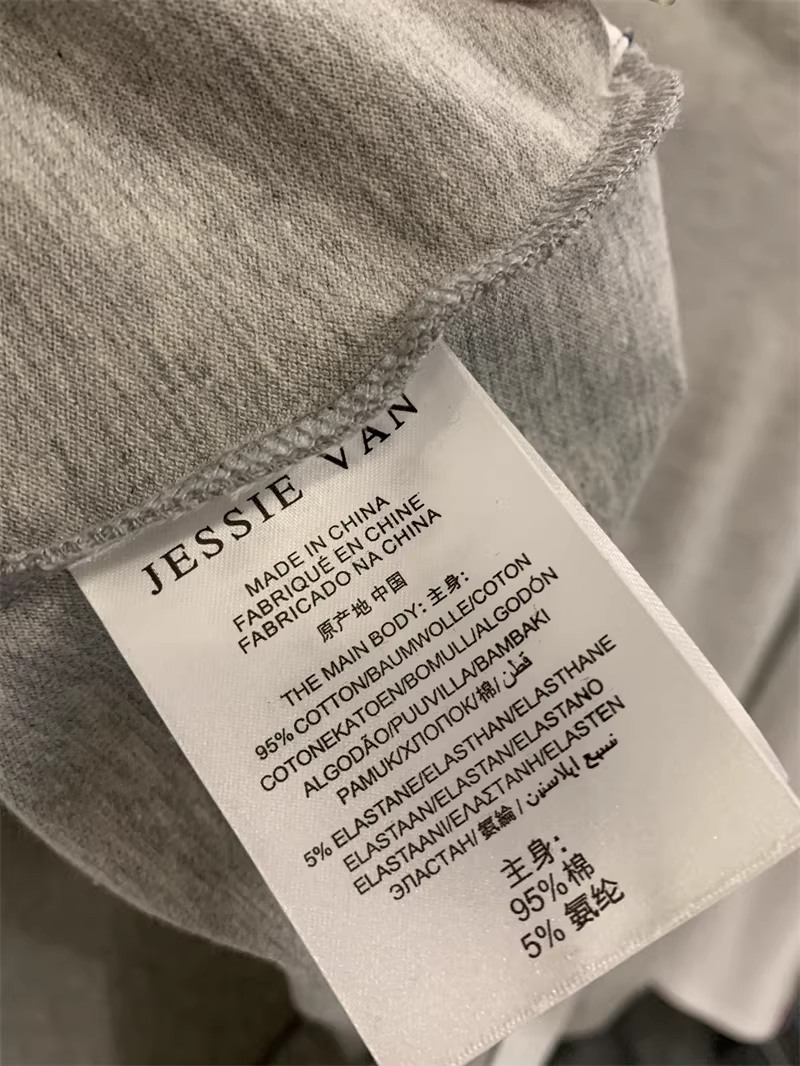 JESSIE VAN
MADE IN CHINA
FABRIQUÉ EN CHINE
FABRICADO NA CHINA
原产地 中国
THE MAIN BODY: 主身:
95% COTTON/BAUMWOLLE/COTON
COTONEKATOEN/BOMULL/ALGODÓN
ALGODÃO/PUUVILLA/BAMBAKI
PAMUK/ХЛОПОК/棉/قطن
5% ELASTANE/ELASTHAN/ELASTHANE
ELASTAAN/ELASTAN/ELASTANO
ELASTAANI/ΕΛΑΣΤΑΝΗ/ELASTEN
ЭЛАСТАН/ 氨綸 / نسيج ايلاستون
主身:
95% 棉
5% 氨纶